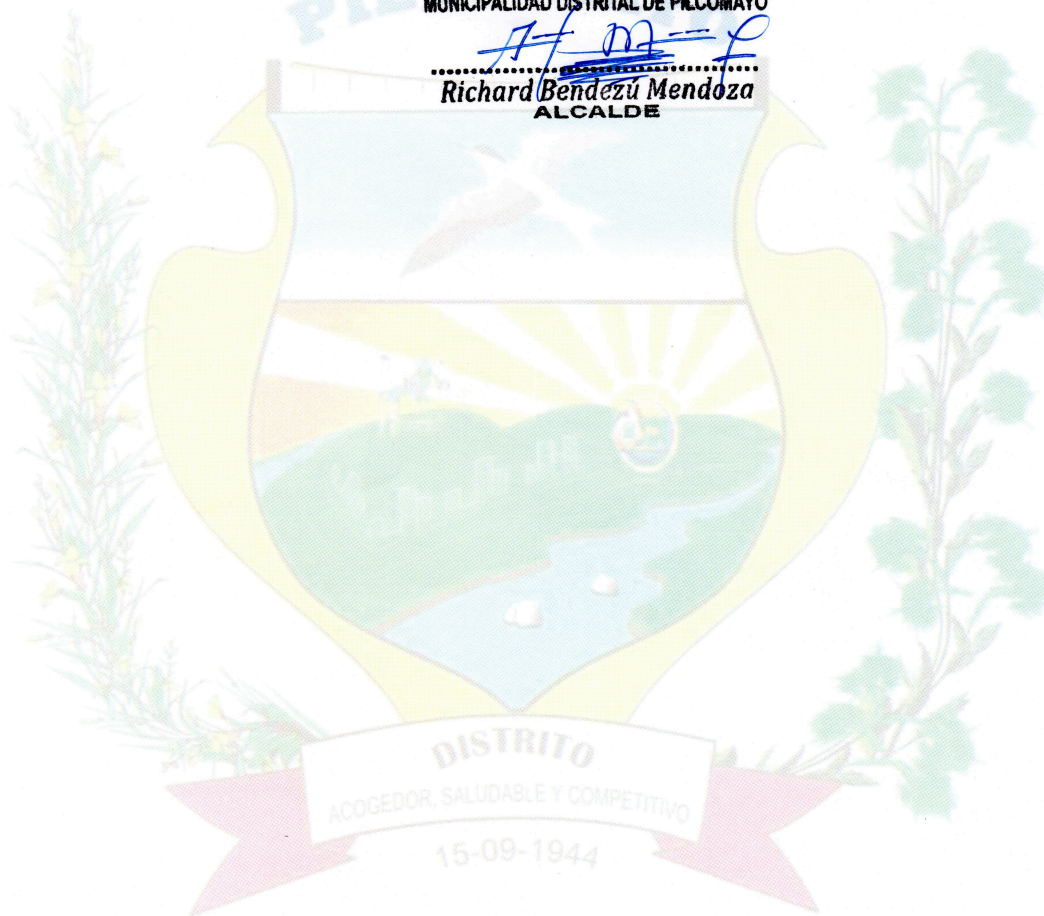 MUNICIPALIDAD DISTRITAL DE PILCOMAYO
Richard Bendezú Mendoza
ALCALDE
DISTRITO
ACOGEDOR, SALUDABLE Y COMPETITIVO
15-09-1944